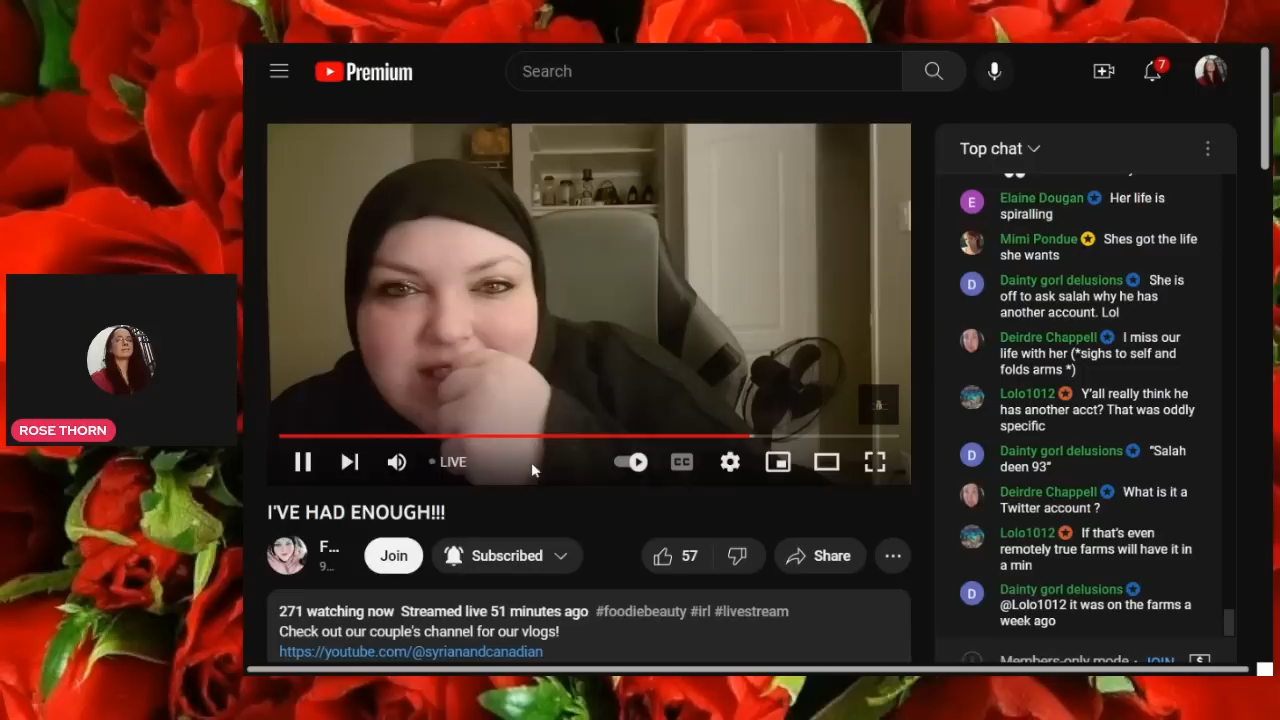 Premium
Search
7
Top chat
Elaine Dougan Her life is
spiralling
Mimi Pondue Shes got the life
she wants
Dainty gorl delusions She is
off to ask salah why he has
another account. Lol
Deirdre Chappell I miss our
life with her (*sighs to self and
folds arms *)
Lolo1012 Y'all really think he
has another acct? That was oddly
specific
Dainty gorl delusions “Salah
deen 93”
Deirdre Chappell What is it a
Twitter account ?
Lolo1012 If that's even
remotely true farms will have it in
a min
Dainty gorl delusions
@Lolo1012 it was on the farms a
week ago
Members-only mode · JOIN
E
D
D
D
ROSE THORN
LIVE
CC
I'VE HAD ENOUGH!!!
F...
9...
Join
Subscribed
57
Share
271 watching now Streamed live 51 minutes ago #foodiebeauty #irl #livestream
Check out our couple's channel for our vlogs!
https://youtube.com/@syrianandcanadian